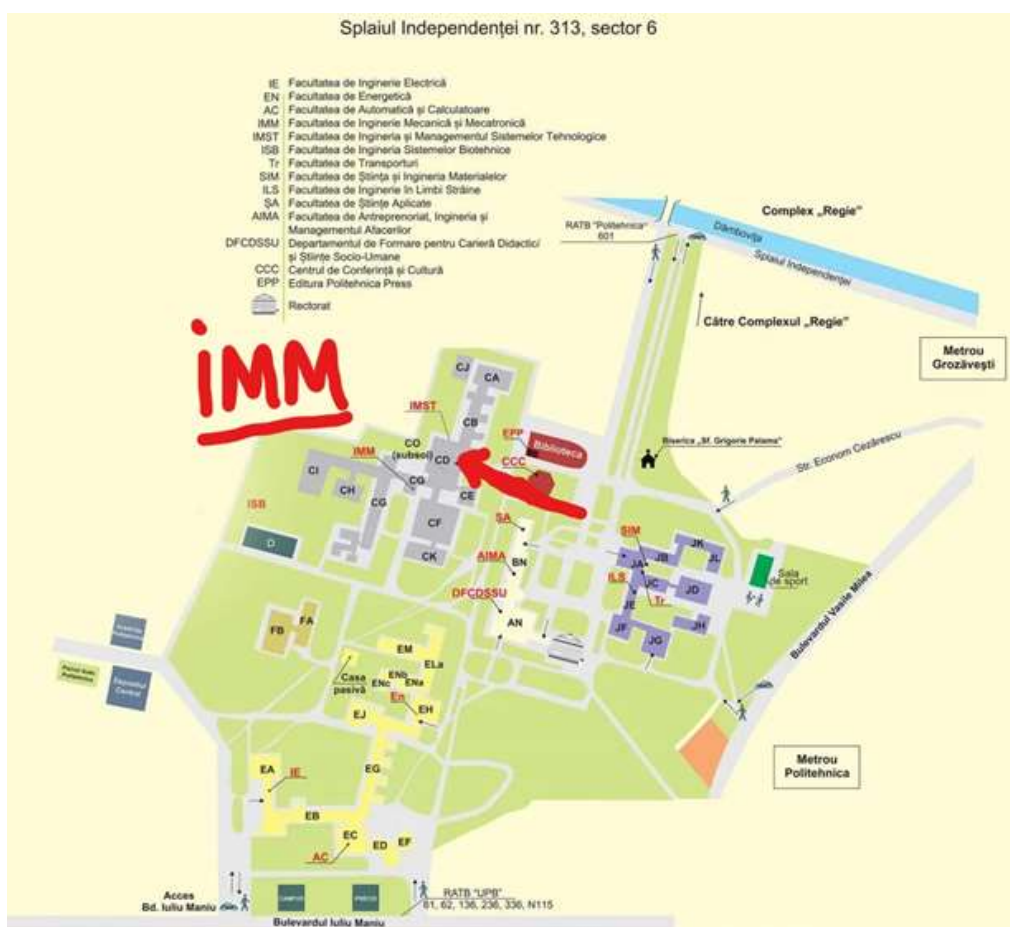 Splaiul Independenței nr. 313, sector 6
IE Facultatea de Inginerie Electrică
EN Facultatea de Energetică
AC Facultatea de Automatică și Calculatoare
IMM Facultatea de Inginerie Mecanică și Mecatronică
IMST Facultatea de Ingineria și Managementul Sistemelor Tehnologice
ISB Facultatea de Ingineria Sistemelor Biotehnice
Tr Facultatea de Transporturi
SIM Facultatea de Știința și Ingineria Materialelor
ILS Facultatea de Inginerie în Limbi Străine
ȘA Facultatea de Științe Aplicate
AIMA Facultatea de Antreprenoriat, Ingineria și
Managementul Afacerilor
DFCDSSU Departamentul de Formare pentru Carieră Didactic/
și Științe Socio-Umane
CCC Centrul de Conferință și Cultură
EPP Editura Politehnica Press
Rectorat
Complex „Regie"
RATB "Politehnica"
601
Dâmbovița
Splaiul Independenței
Către Complexul „Regie"
Metrou
Grozăvești
iMM
CJ
CA
IMST
CB
EPP
Biblioteca
Biserica „Sf. Grigorie Palama"
Str. Econom Cezărescu
CO
(subsol)
IMM
CD
CCC
CI
CH
CG
CG
CE
ISB
CF
ȘA
SIM
D
CK
AIMA
BN
JA
JB
JK
JL
ILS
JC
JD
Sala
de sport
DFCDSSU
JE
Tr
Bulevardul Vasile Milea
FB
FA
AN
JF
JG
JH
EM
ELa
Casa
pasivă
ENb
ENc
ENa
En
EH
EJ
Depozitul
Central
Metrou
Politehnica
EA
IE
EG
EB
EC
ED
EF
AC
Acces
Bd. Iuliu Maniu
RATB "UPB"
61, 62, 136, 236, 336, N115
Bulevardul Iuliu Maniu